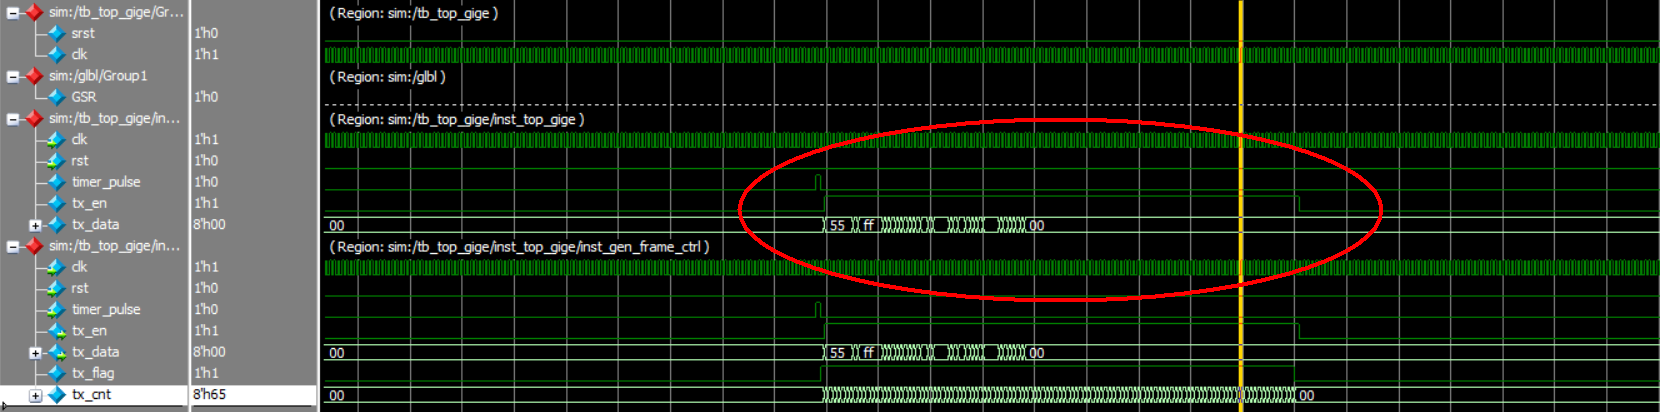 sim:/tb_top_gige/Gr... (Region: sim:/tb_top_gige )
srst 1'h0
clk 1'h1
sim:/glbl/Group1 (Region: sim:/glbl )
GSR 1'h0
sim:/tb_top_gige/in... (Region: sim:/tb_top_gige/inst_top_gige )
clk 1'h1
rst 1'h0
timer_pulse 1'h0
tx_en 1'h1
tx_data 8'h00 00 55 ff 00
sim:/tb_top_gige/in... (Region: sim:/tb_top_gige/inst_top_gige/inst_gen_frame_ctrl )
clk 1'h1
rst 1'h0
timer_pulse 1'h0
tx_en 1'h1
tx_data 8'h00 00 55 ff 00
tx_flag 1'h1
tx_cnt 8'h65 00 00